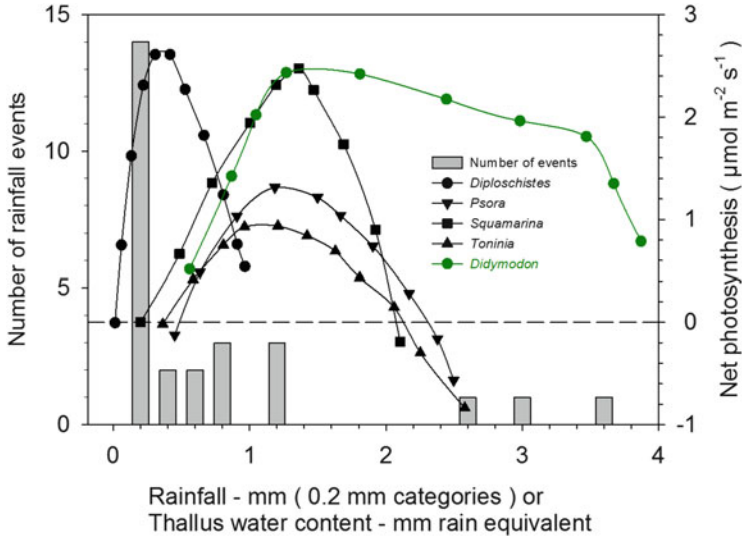 15
10
5
0
Number of rainfall events
3
2
1
0
-1
Net photosynthesis ( µmol m-2 s-1)
Number of events
Diploschistes
Psora
Squamarina
Toninia
Didymodon
0 1 2 3 4
Rainfall - mm ( 0.2 mm categories ) or
Thallus water content - mm rain equivalent